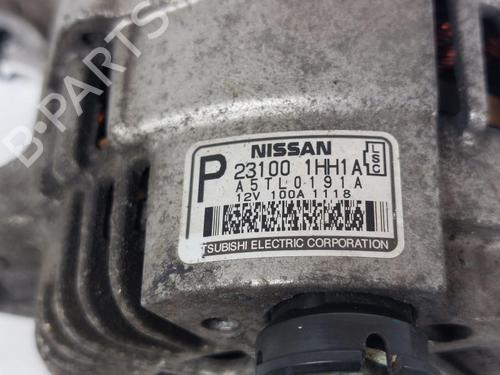 NISSAN
P 23100 1HH1A LSC
A5TL0191A
12V 100A 1118
TSUBISHI ELECTRIC CORPORATION
B-PARTS